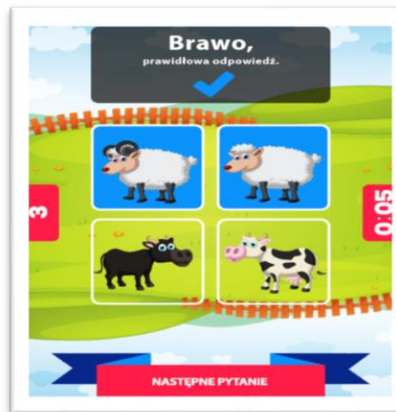 Brawo,
prawidłowa odpowiedź.
3
0:05
NASTĘPNE PYTANIE